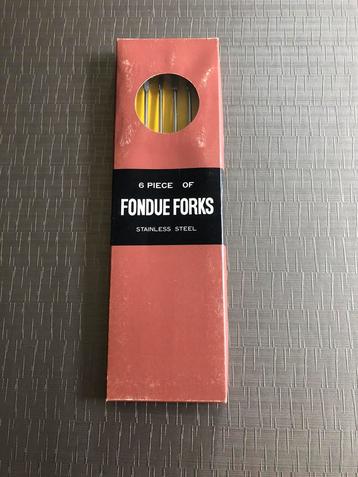 6 PIECE OF
FONDUE FORKS
STAINLESS STEEL